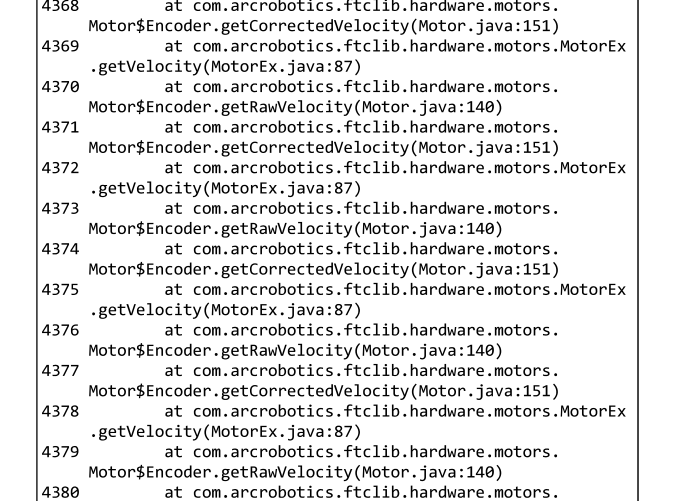 4368 at com.arcrobotics.ftclib.hardware.motors.
Motor$Encoder.getCorrectedVelocity(Motor.java:151)
4369 at com.arcrobotics.ftclib.hardware.motors.MotorEx
.getVelocity(MotorEx.java:87)
4370 at com.arcrobotics.ftclib.hardware.motors.
Motor$Encoder.getRawVelocity(Motor.java:140)
4371 at com.arcrobotics.ftclib.hardware.motors.
Motor$Encoder.getCorrectedVelocity(Motor.java:151)
4372 at com.arcrobotics.ftclib.hardware.motors.MotorEx
.getVelocity(MotorEx.java:87)
4373 at com.arcrobotics.ftclib.hardware.motors.
Motor$Encoder.getRawVelocity(Motor.java:140)
4374 at com.arcrobotics.ftclib.hardware.motors.
Motor$Encoder.getCorrectedVelocity(Motor.java:151)
4375 at com.arcrobotics.ftclib.hardware.motors.MotorEx
.getVelocity(MotorEx.java:87)
4376 at com.arcrobotics.ftclib.hardware.motors.
Motor$Encoder.getRawVelocity(Motor.java:140)
4377 at com.arcrobotics.ftclib.hardware.motors.
Motor$Encoder.getCorrectedVelocity(Motor.java:151)
4378 at com.arcrobotics.ftclib.hardware.motors.MotorEx
.getVelocity(MotorEx.java:87)
4379 at com.arcrobotics.ftclib.hardware.motors.
Motor$Encoder.getRawVelocity(Motor.java:140)
4380 at com.arcrobotics.ftclib.hardware.motors.